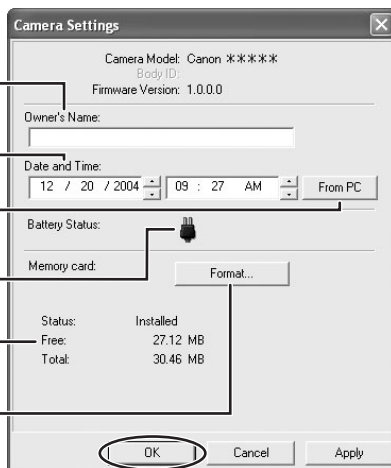 Camera Settings
Camera Model: Canon ✱✱✱✱✱
Body ID:
Firmware Version: 1.0.0.0
Owner's Name:
Date and Time:
12 / 20 / 2004 09 : 27 AM From PC
Battery Status:
Memory card: Format...
Status: Installed
Free: 27.12 MB
Total: 30.46 MB
OK Cancel Apply